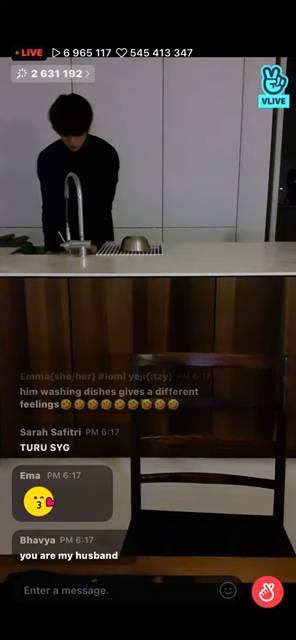 LIVE 6 965 117 545 413 347
2 631 192
VLIVE
Emma{she/her} #iomi yeji{itzy} PM 6:17
him washing dishes gives a different
feelings🤣🤣🤣🤣🤣🤣🤣🤣🤣
Sarah Safitri PM 6:17
TURU SYG
Ema PM 6:17
Bhavya PM 6:17
you are my husband
Enter a message.